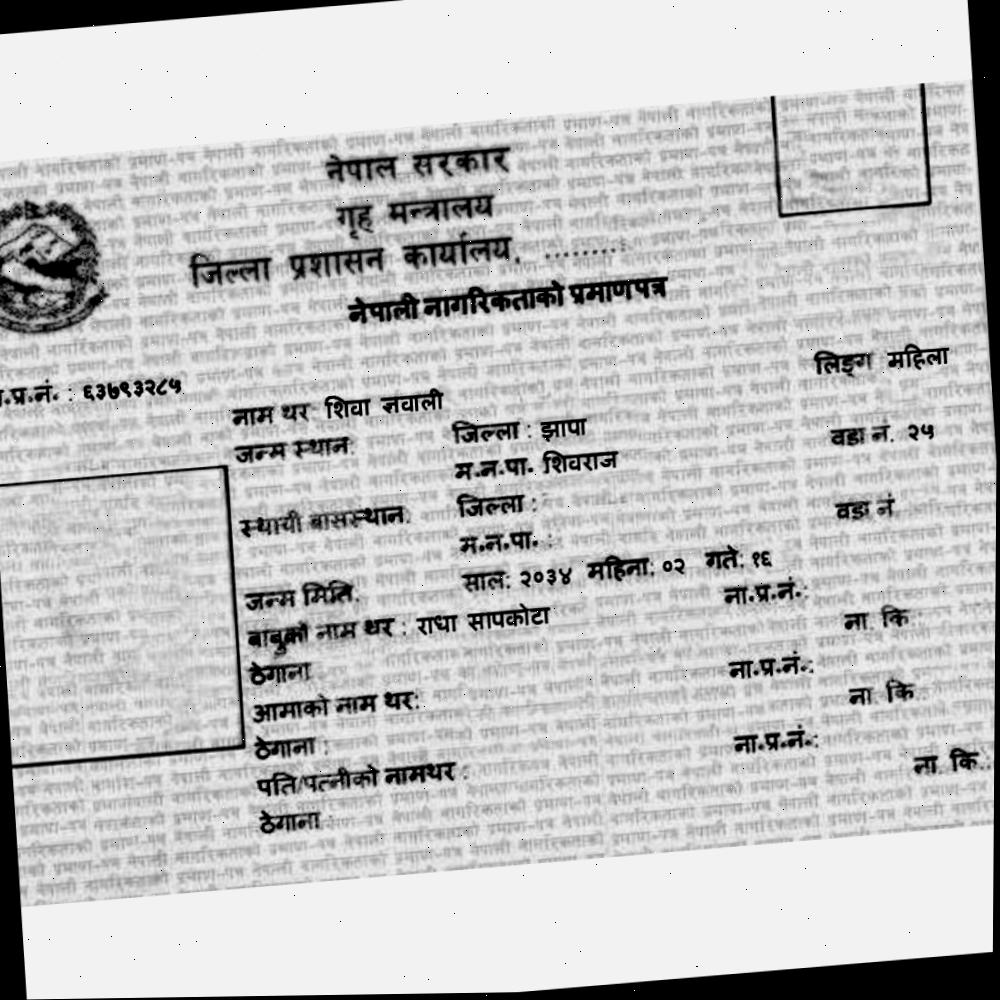 नेपाल सरकार
गृह मन्त्रालय
जिल्ला प्रशासन कार्यालय, .........
नेपाली नागरिकताको प्रमाणपत्र
.प्र.नं. : ६३७९३२८५ लिङ्ग महिला
नाम थर शिवा ज्ञवाली
जन्म स्थान: जिल्ला : झापा वडा नं. २५
म.न.पा. शिवराज
स्थायी बासस्थान: जिल्ला : वडा नं.
म.न.पा. :
जन्म मिति: साल: २०३४ महिना: ०२ गते: १६
बाबुको नाम थर : राधा सापकोटा ना.प्र.नं.:
ठेगाना ना. कि.:
आमाको नाम थर: ना.प्र.नं.:
ठेगाना : ना. कि.:
पति/पत्नीको नामथर : ना.प्र.नं.:
ठेगाना : ना. कि.: